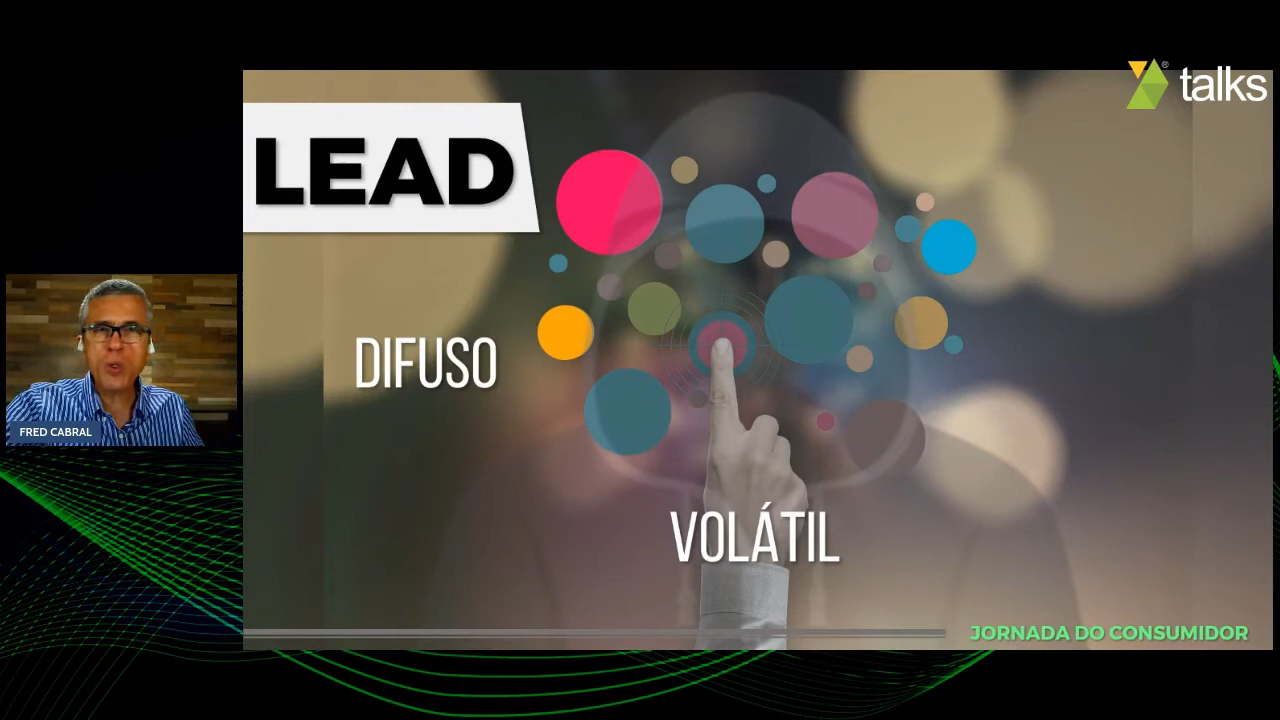 talks
LEAD
DIFUSO
FRED CABRAL
VOLÁTIL
JORNADA DO CONSUMIDOR